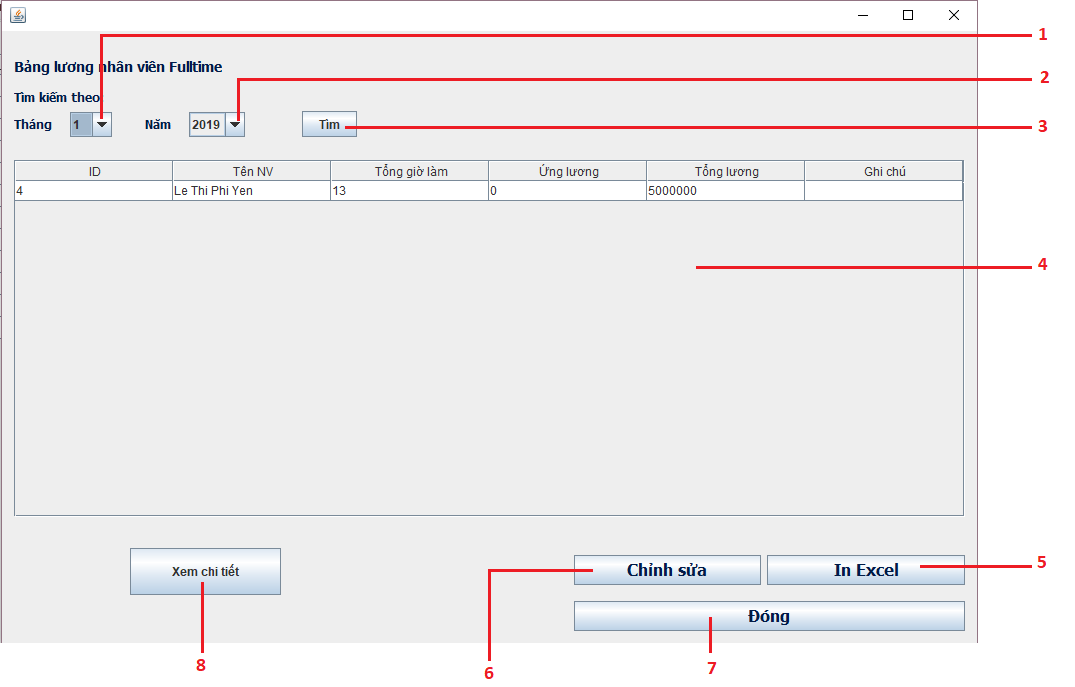 1
Bảng lương nhân viên Fulltime
2
Tìm kiếm theo
Tháng 1 Năm 2019 Tìm 3
ID Tên NV Tổng giờ làm Ứng lương Tổng lương Ghi chú
4 Le Thi Phi Yen 13 0 5000000
4
Xem chi tiết Chỉnh sửa In Excel 5
Đóng
8 6 7